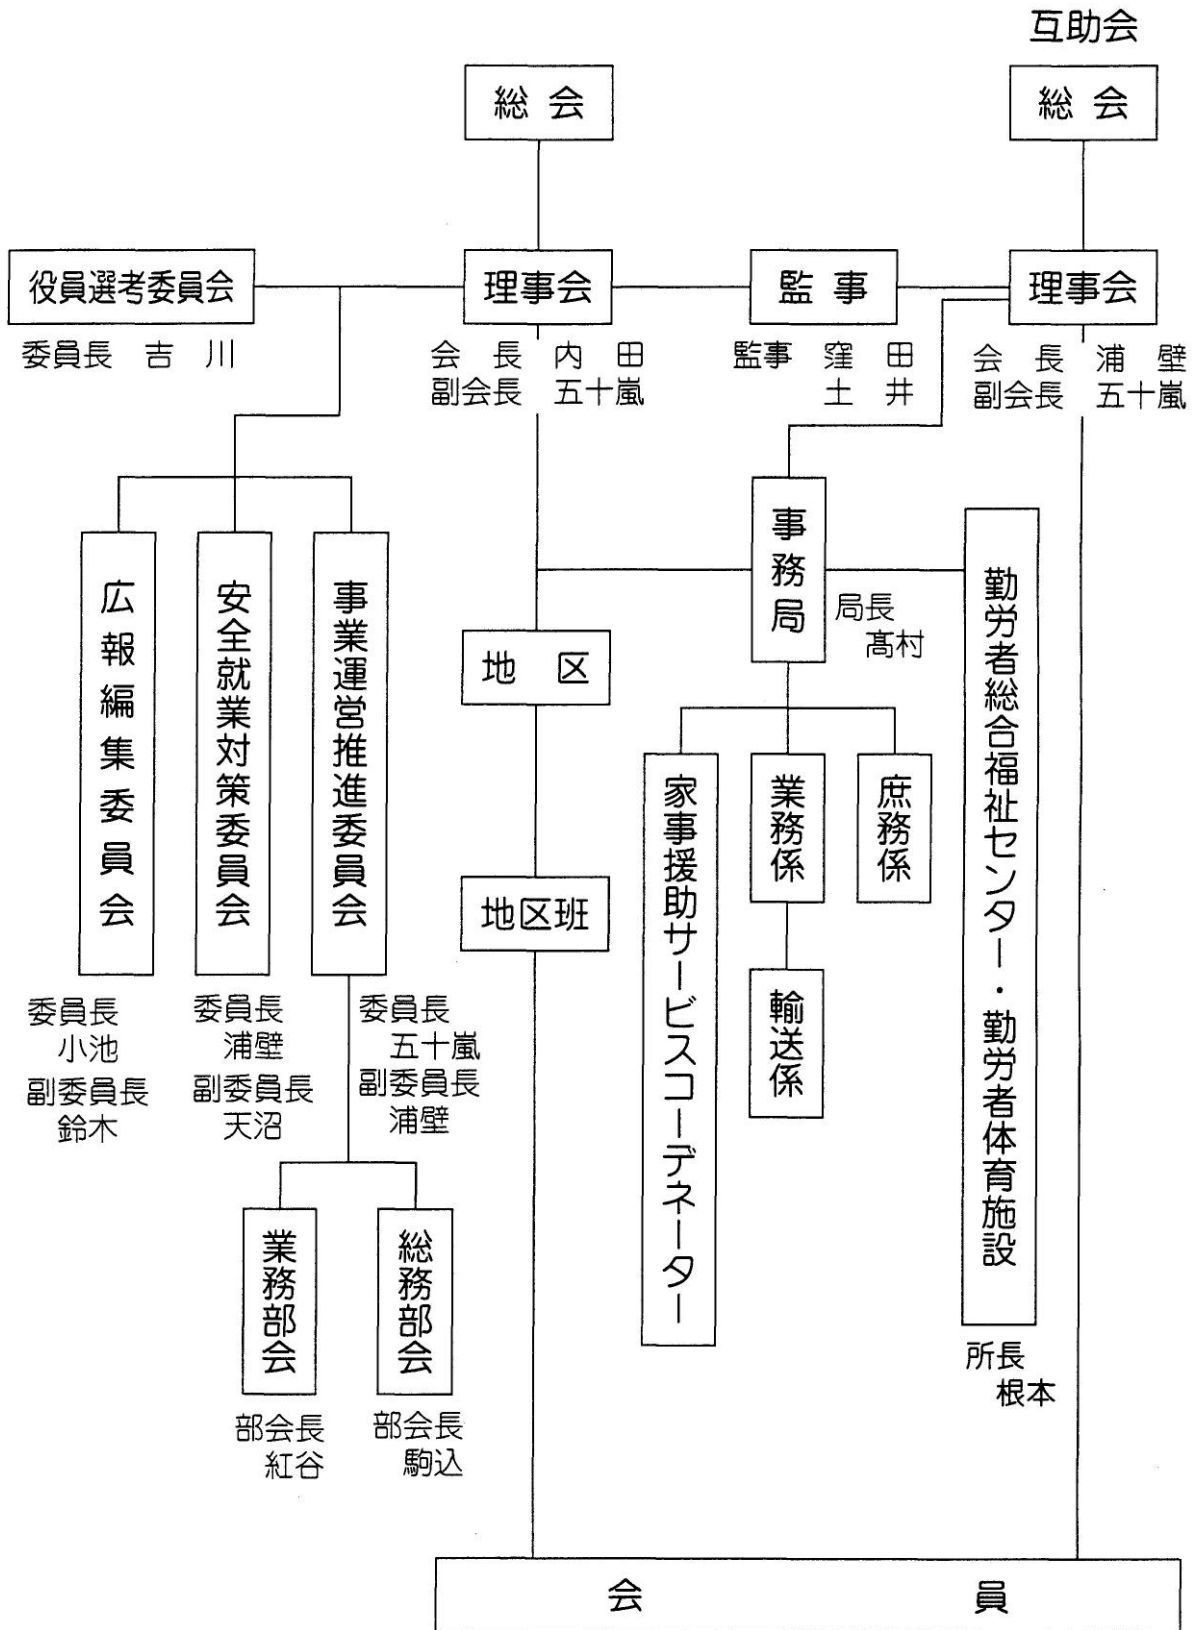 互助会
総会
総会
役員選考委員会
理事会
監事
理事会
委員長 吉川
会長 内田
副会長 五十嵐
監事 窪田
土井
会長 浦壁
副会長 五十嵐
広報編集委員会
安全就業対策委員会
事業運営推進委員会
委員長
小池
副委員長
鈴木
委員長
浦壁
副委員長
天沼
委員長
五十嵐
副委員長
浦壁
業務部会
総務部会
部会長
紅谷
部会長
駒込
地区
地区班
事務局
局長
髙村
家事援助サービスコーデネーター
業務係
庶務係
輸送係
勤労者総合福祉センター・勤労者体育施設
所長
根本
会員